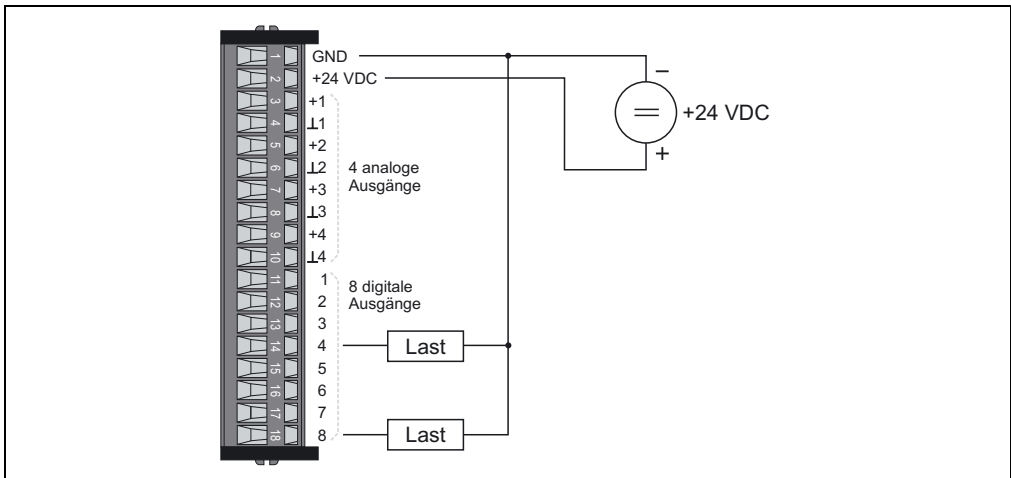 1 GND
2 +24 VDC
3 +1
4 ⊥1
5 +2
6 ⊥2
7 +3
8 ⊥3
9 +4
10 ⊥4
4 analoge
Ausgänge
11 1
12 2
13 3
14 4
15 5
16 6
17 7
18 8
8 digitale
Ausgänge
Last
Last
–
+24 VDC
+